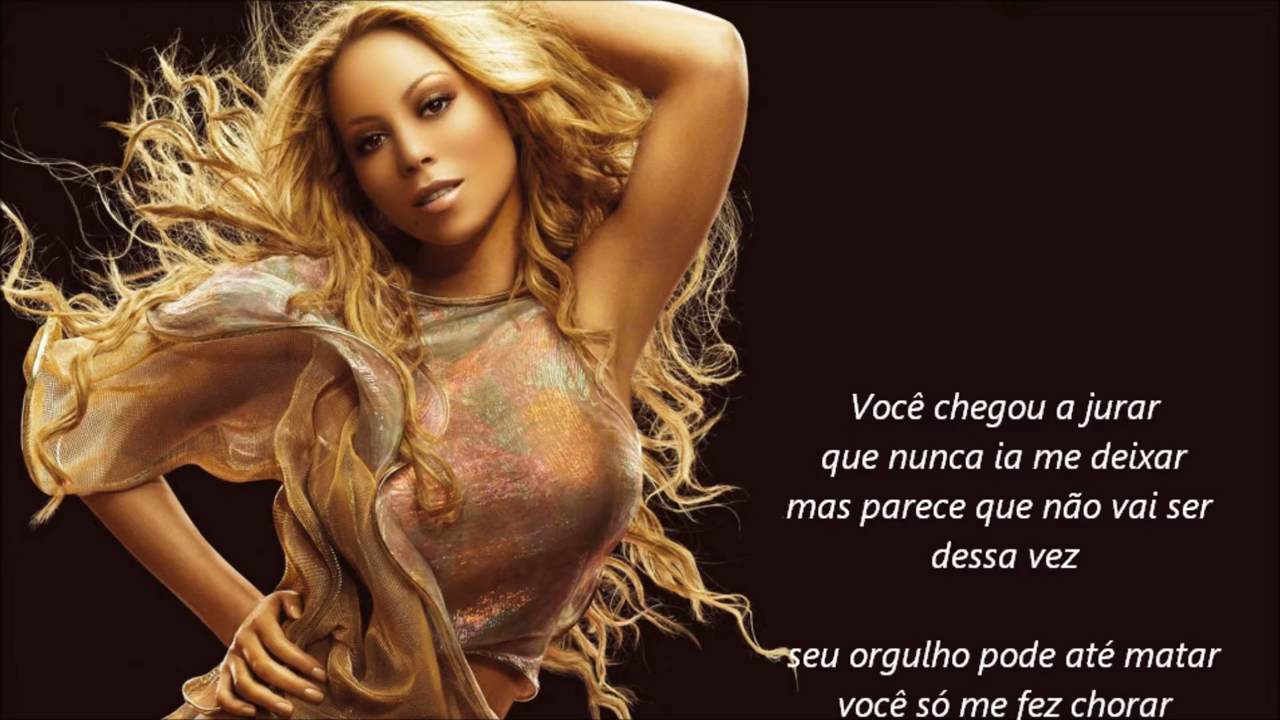 Você chegou a jurar
que nunca ia me deixar
mas parece que não vai ser
dessa vez
seu orgulho pode até matar
você só me fez chorar